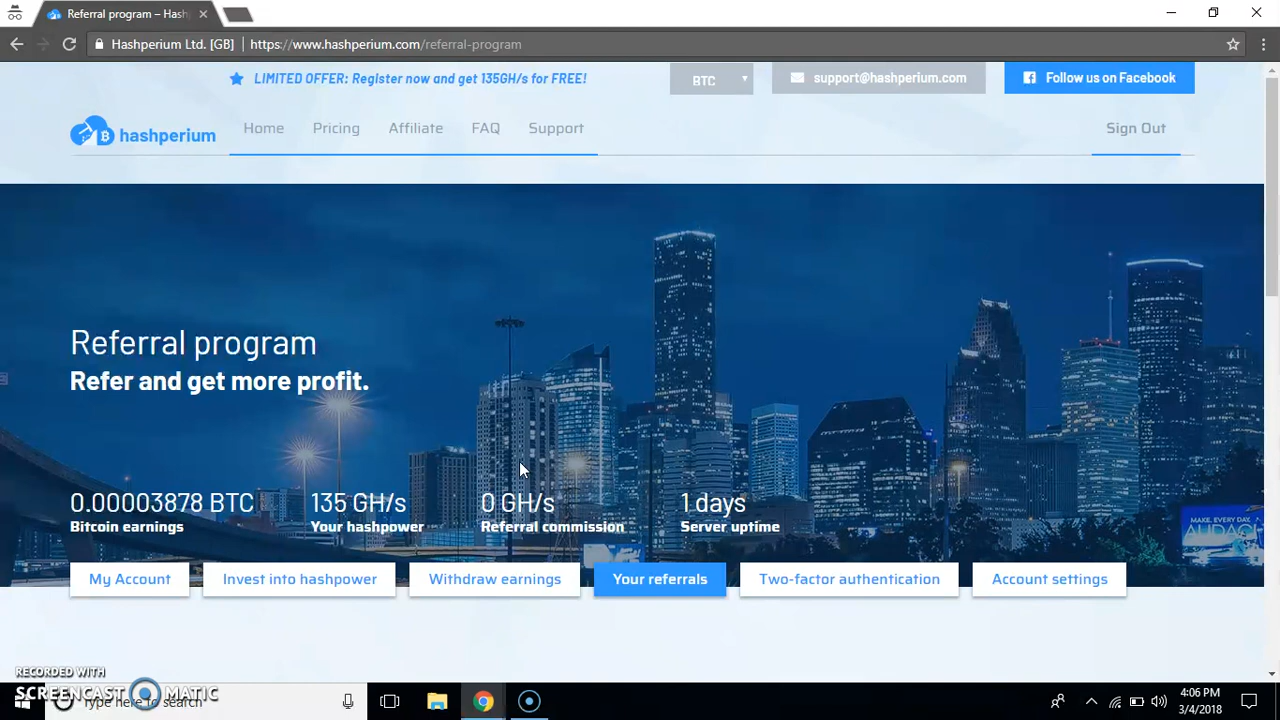 Referral program – Hash
Hashperium Ltd. [GB] https://www.hashperium.com/referral-program
LIMITED OFFER: Register now and get 135GH/s for FREE!
BTC
support@hashperium.com
Follow us on Facebook
hashperium
Home Pricing Affiliate FAQ Support Sign Out
Referral program
Refer and get more profit.
0.00003878 BTC 135 GH/s 0 GH/s 1 days
Bitcoin earnings Your hashpower Referral commission Server uptime
MAKE. EVERY. DAY.
My Account Invest into hashpower Withdraw earnings Your referrals Two-factor authentication Account settings
RECORDED WITH
SCREENCAST MATIC
Type here to search
4:06 PM
3/4/2018